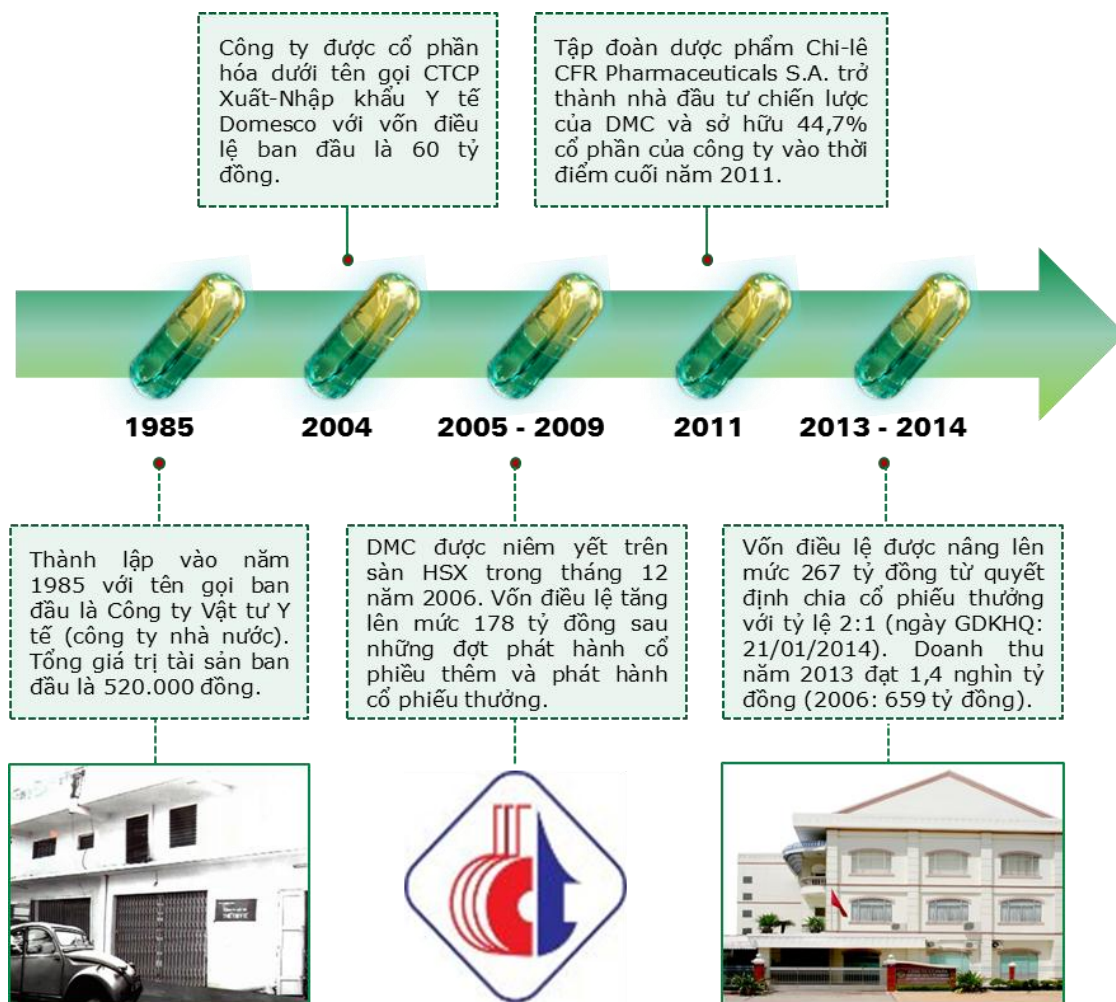 Công ty được cổ phần
hóa dưới tên gọi CTCP
Xuất-Nhập khẩu Y tế
Domesco với vốn điều
lệ ban đầu là 60 tỷ
đồng.
Tập đoàn dược phẩm Chi-lê
CFR Pharmaceuticals S.A. trở
thành nhà đầu tư chiến lược
của DMC và sở hữu 44,7%
cổ phần của công ty vào thời
điểm cuối năm 2011.
1985
2004
2005 - 2009
2011
2013 - 2014
Thành lập vào năm
1985 với tên gọi ban
đầu là Công ty Vật tư Y
tế (công ty nhà nước).
Tổng giá trị tài sản ban
đầu là 520.000 đồng.
DMC được niêm yết trên
sàn HSX trong tháng 12
năm 2006. Vốn điều lệ tăng
lên mức 178 tỷ đồng sau
những đợt phát hành cổ
phiều thêm và phát hành
cổ phiếu thưởng.
Vốn điều lệ được nâng lên
mức 267 tỷ đồng từ quyết
định chia cổ phiếu thưởng
với tỷ lệ 2:1 (ngày GDKHQ:
21/01/2014). Doanh thu
năm 2013 đạt 1,4 nghìn tỷ
đồng (2006: 659 tỷ đồng).